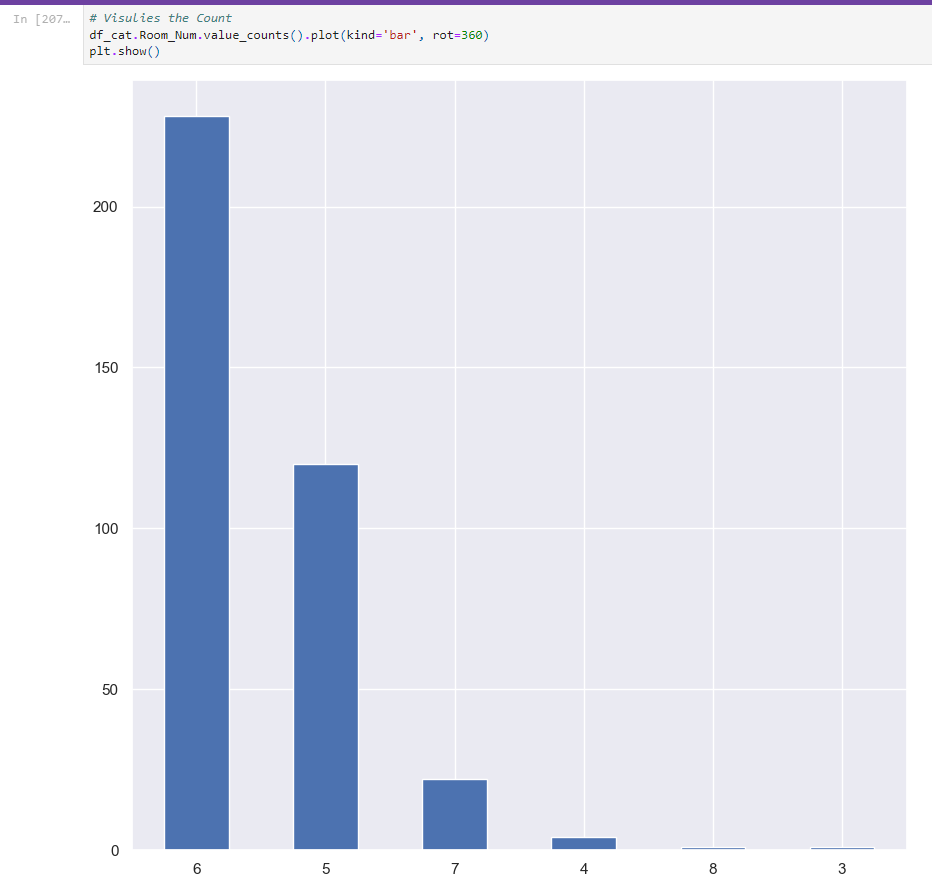 In [207…
# Visulies the Count
df_cat.Room_Num.value_counts().plot(kind='bar', rot=360)
plt.show()
200
150
100
50
0
6 5 7 4 8 3